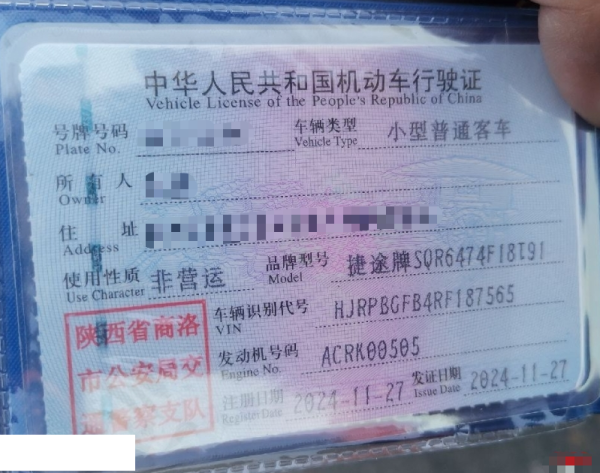 中华人民共和国机动车行驶证
Vehicle License of the People's Republic of China
号牌号码 车辆类型 小型普通客车
Plate No. Vehicle Type
所有人
Owner
住址
Address
使用性质 非营运 品牌型号 捷途牌SQR6474F18T91
Use Character Model
车辆识别代号 HJRPBGFB4RF187565
VIN
发动机号码 ACRK00505
Engine No.
注册日期 2024-11-27 发证日期 2024-11-27
Register Date Issue Date
陕西省商洛
市公安局交
通警察支队